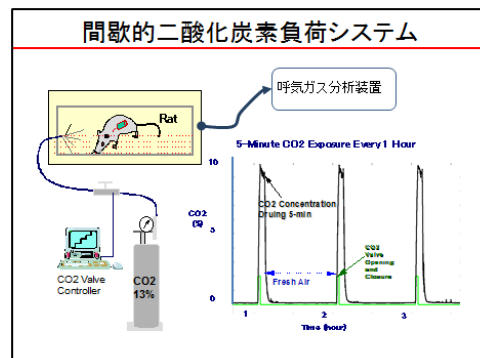 間歇的二酸化炭素負荷システム
呼気ガス分析装置
Rat
5-Minute CO2 Exposure Every 1 Hour
10
CO2 Concentration
Druing 5-min
CO2
(%)
5
CO2
Valve
Opening
and
Closure
Fresh Air
0
1
2
3
Time (hour)
CO2 Valve
Controller
CO2
13%